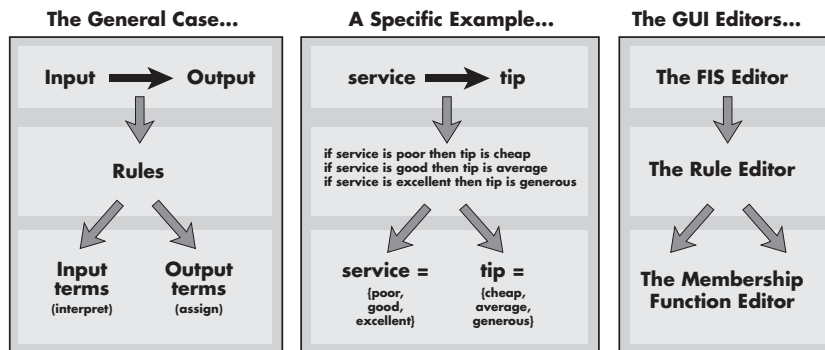 The General Case...
Input Output
Rules
Input
terms
(interpret)
Output
terms
(assign)
A Specific Example...
service tip
if service is poor then tip is cheap
if service is good then tip is average
if service is excellent then tip is generous
service =
{poor,
good,
excellent}
tip =
{cheap,
average,
generous}
The GUI Editors...
The FIS Editor
The Rule Editor
The Membership
Function Editor